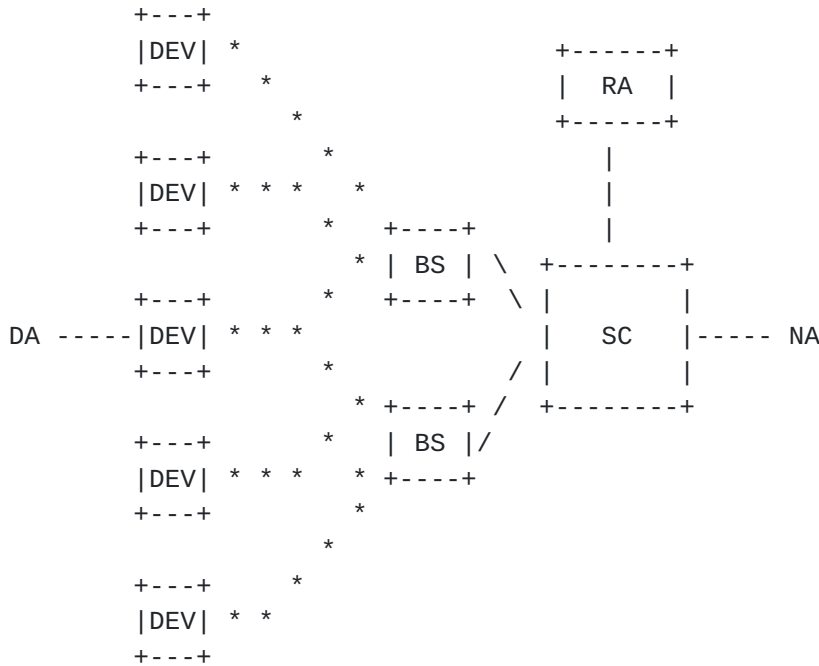 +---+
         |DEV| *                      +------+
         +---+   *                    |  RA  |
                   *                  +------+
         +---+       *                   |
         |DEV| * * *   *                 |
         +---+       *   +----+          |
                       * | BS | \  +--------+
         +---+       *   +----+  \ |        |
DA -----|DEV| * * *                |   SC   |----- NA
         +---+       *           / |        |
                       * +----+ /  +--------+
         +---+       *   | BS |/
         |DEV| * * *   * +----+
         +---+         *
                     *
         +---+     *
         |DEV| * *
         +---+